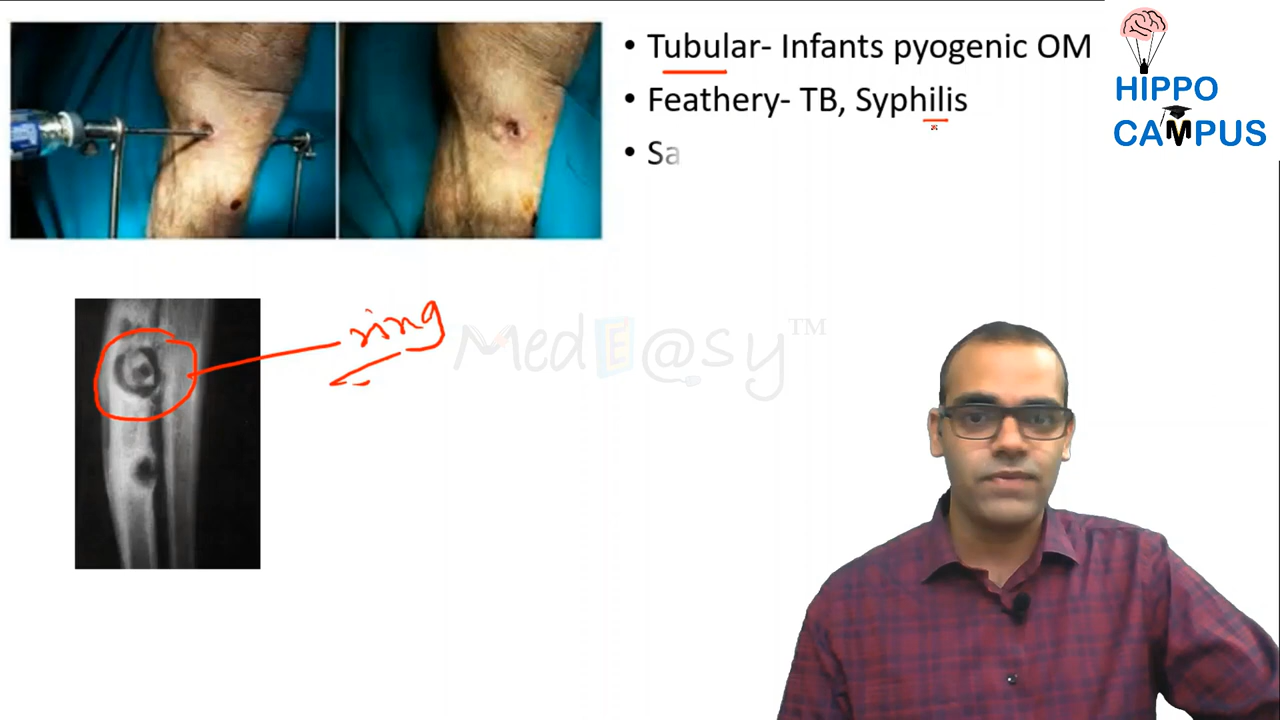 • Tubular- Infants pyogenic OM
• Feathery- TB, Syphilis
• Sa
HIPPO
CAMPUS
ring
MedE@sy™